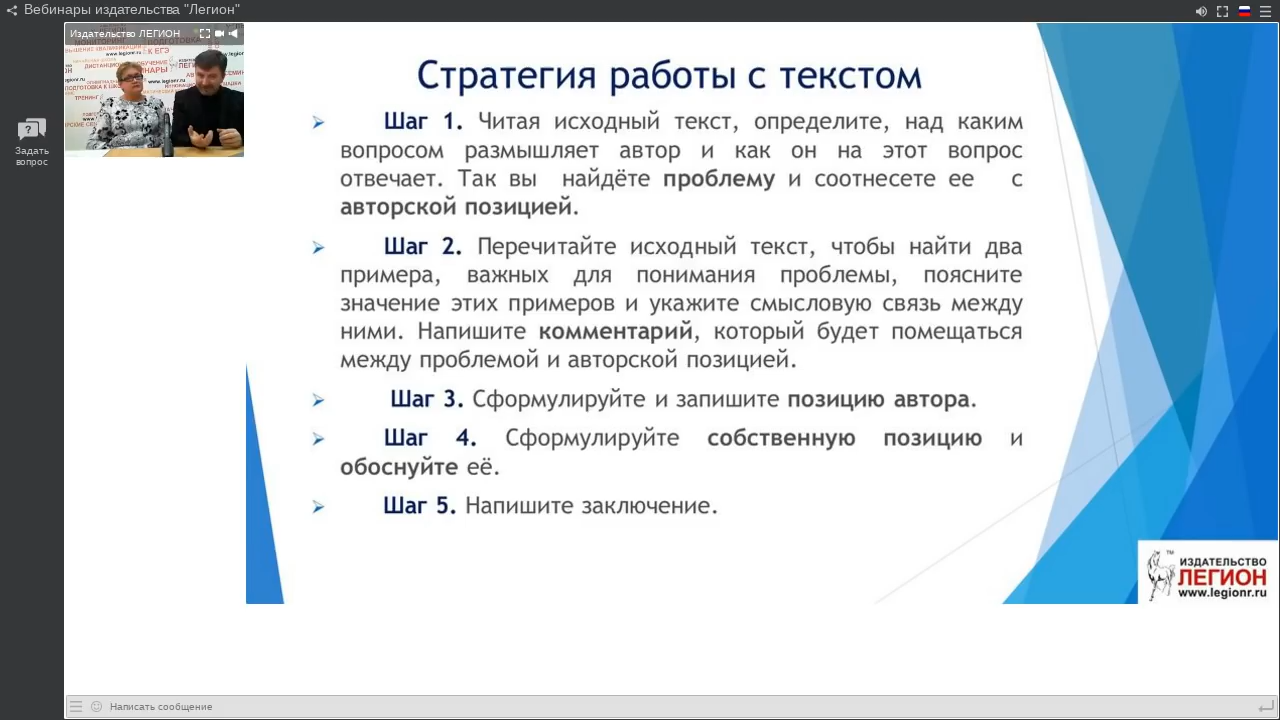 Вебинары издательства "Легион"
Издательство ЛЕГИОН
Задать
вопрос
Стратегия работы с текстом
Шаг 1. Читая исходный текст, определите, над каким
вопросом размышляет автор и как он на этот вопрос
отвечает. Так вы найдёте проблему и соотнесете ее с
авторской позицией.
Шаг 2. Перечитайте исходный текст, чтобы найти два
примера, важных для понимания проблемы, поясните
значение этих примеров и укажите смысловую связь между
ними. Напишите комментарий, который будет помещаться
между проблемой и авторской позицией.
Шаг 3. Сформулируйте и запишите позицию автора.
Шаг 4. Сформулируйте собственную позицию и
обоснуйте её.
Шаг 5. Напишите заключение.
TM
ИЗДАТЕЛЬСТВО
ЛЕГИОН
www.legionr.ru
Написать сообщение